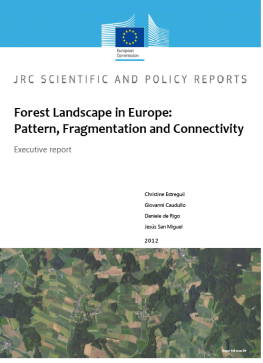 European
Commission
JRC SCIENTIFIC AND POLICY REPORTS
Forest Landscape in Europe:
Pattern, Fragmentation and Connectivity
Executive report
Christine Estreguil
Giovanni Caudullo
Daniele de Rigo
Jesús San Miguel
2012